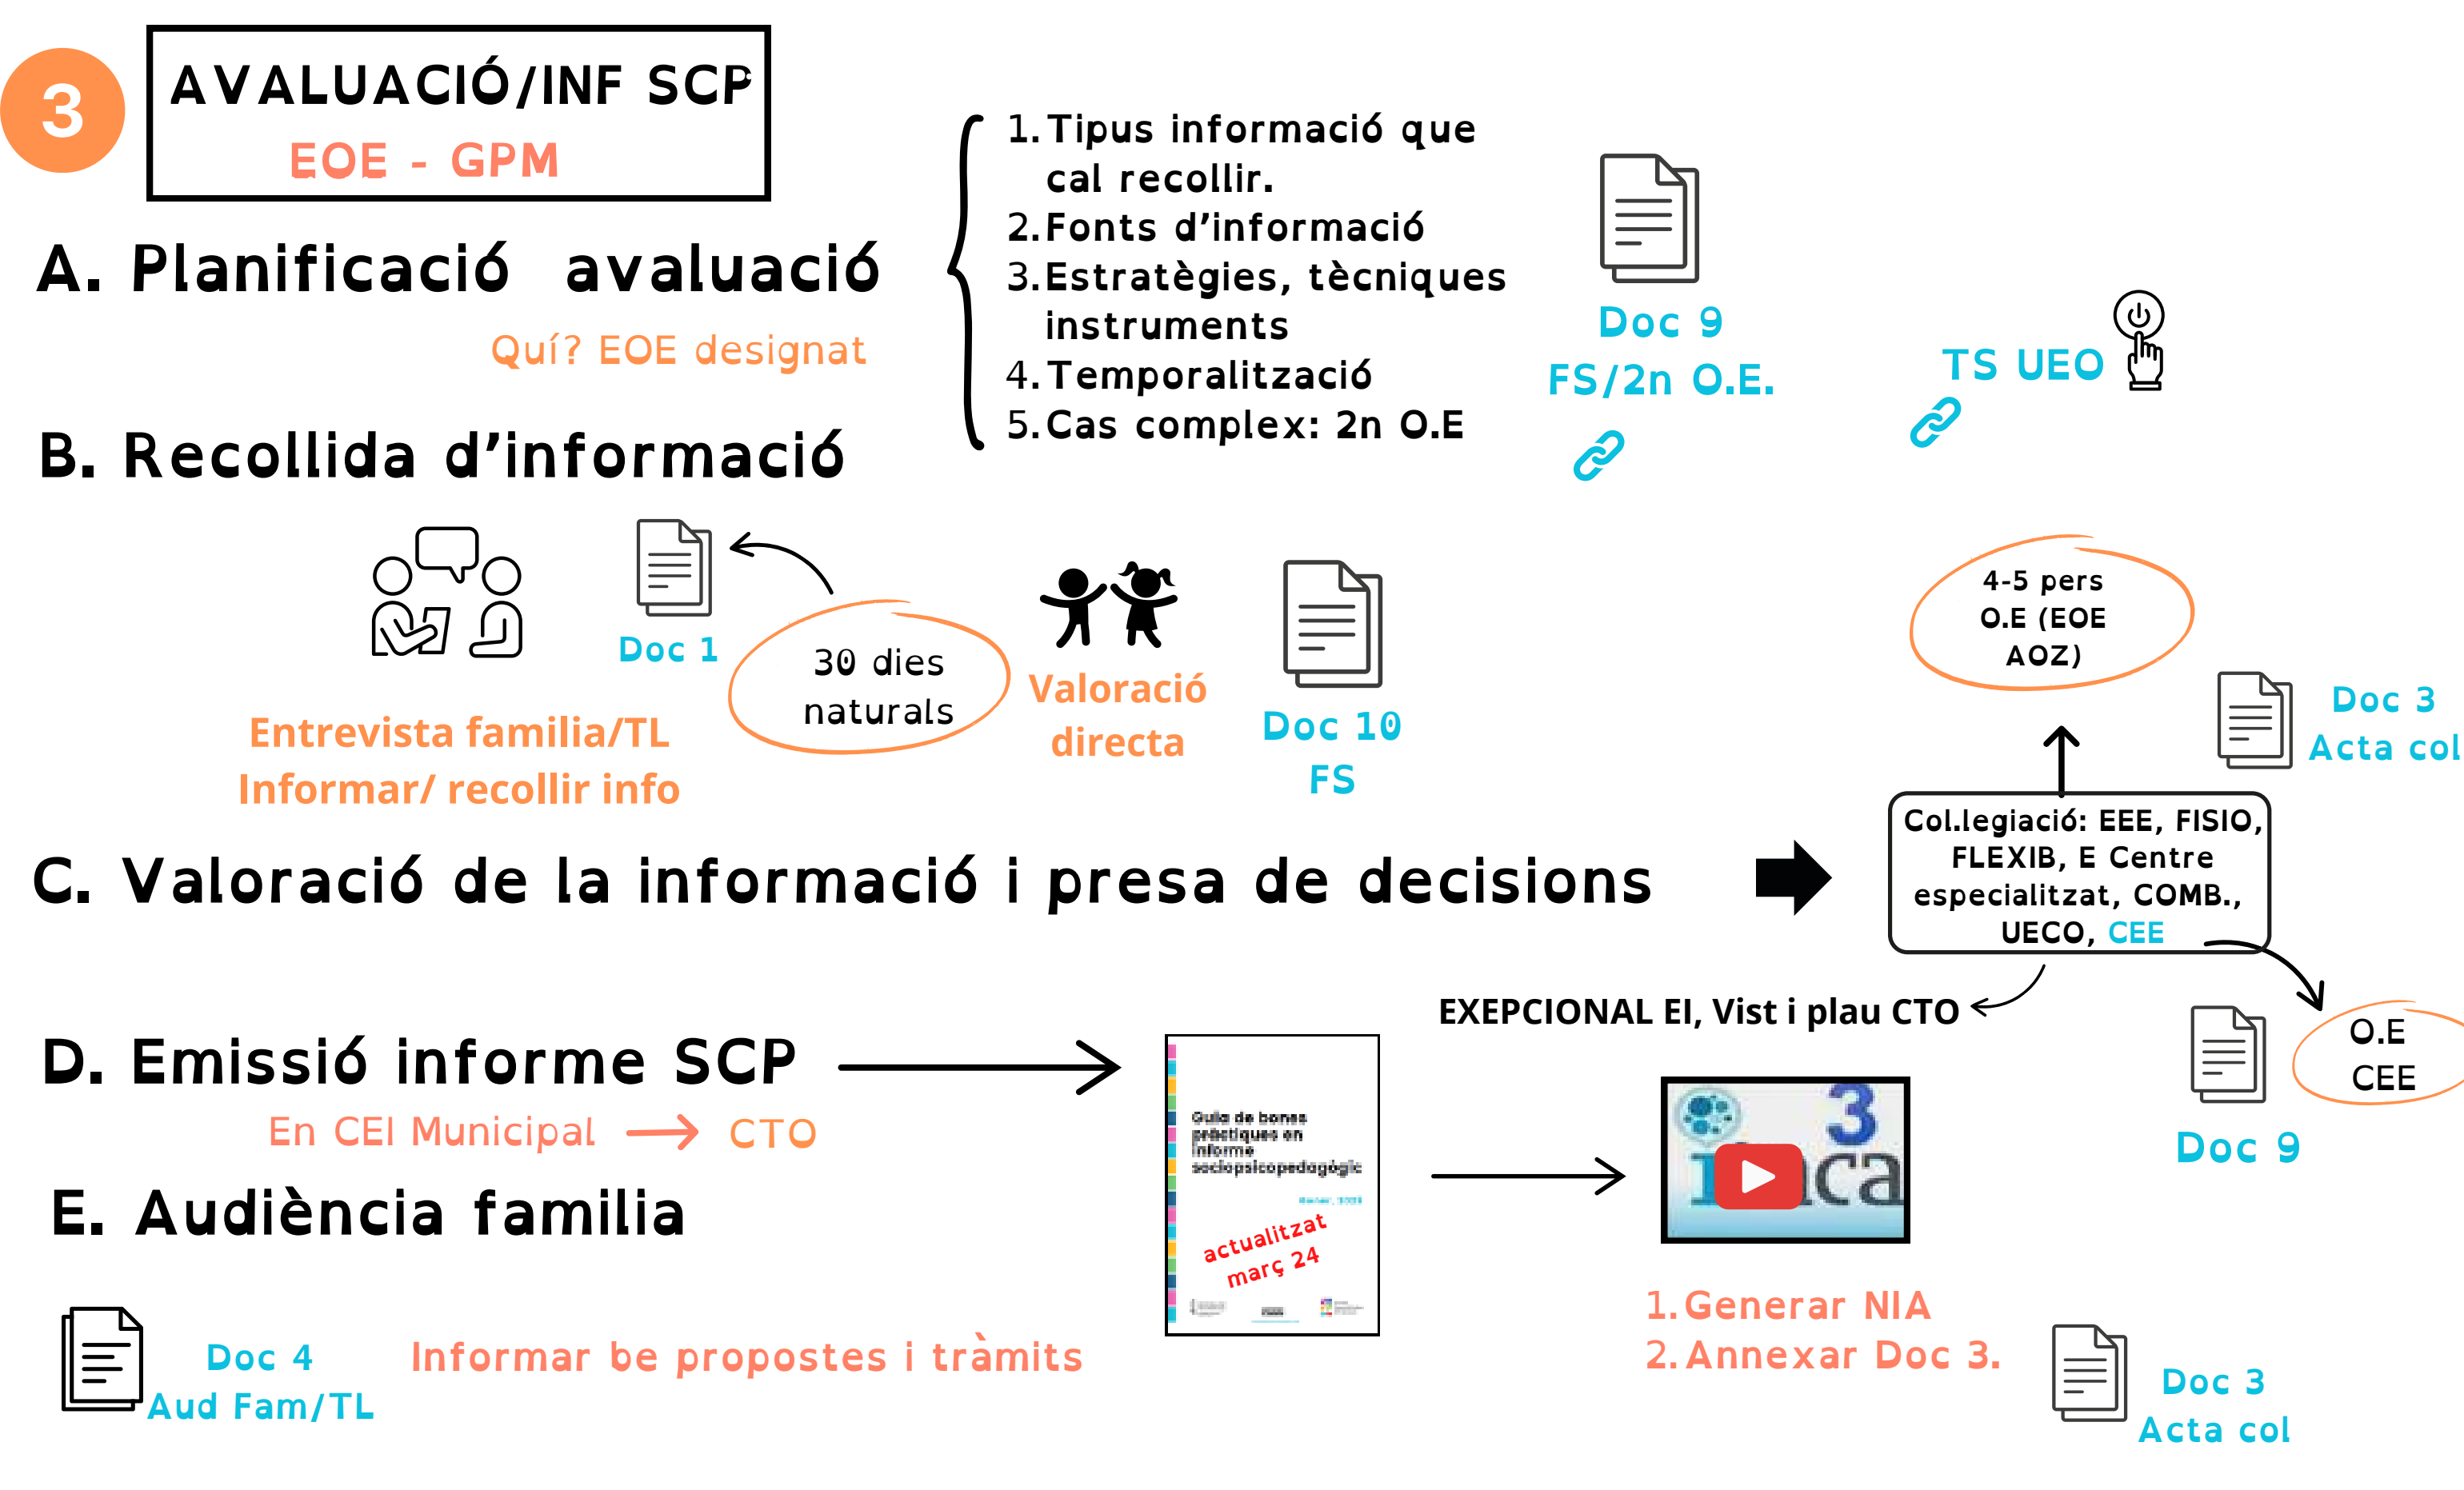 3
AVALUACIÓ/INF SCP
EOE - GPM
A. Planificació avaluació
Quí? EOE designat
1. Tipus informació que
cal recollir.
2. Fonts d'informació
3. Estratègies, tècniques
instruments
4. Temporalització
5. Cas complex: 2n O.E
Doc 9
FS/2n O.E.
TS UEO
B. Recollida d'informació
Doc 1
30 dies
naturals
Entrevista familia/TL
Informar/ recollir info
Valoració
directa
Doc 10
FS
4-5 pers
O.E (EOE
AOZ)
Doc 3
Acta col
C. Valoració de la informació i presa de decisions
Col.legiació: EEE, FISIO,
FLEXIB, E Centre
especialitzat, COMB.,
UECO, CEE
EXEPCIONAL EI, Vist i plau CTO
O.E
CEE
Doc 9
D. Emissió informe SCP
En CEI Municipal
CTO
Guia de bones
pràctiques en
informe
sociopsicopedagògic
actualitzat
març 24
3
E. Audiència familia
Doc 4
Aud Fam/TL
Informar be propostes i tràmits
1. Generar NIA
2. Annexar Doc 3.
Doc 3
Acta col